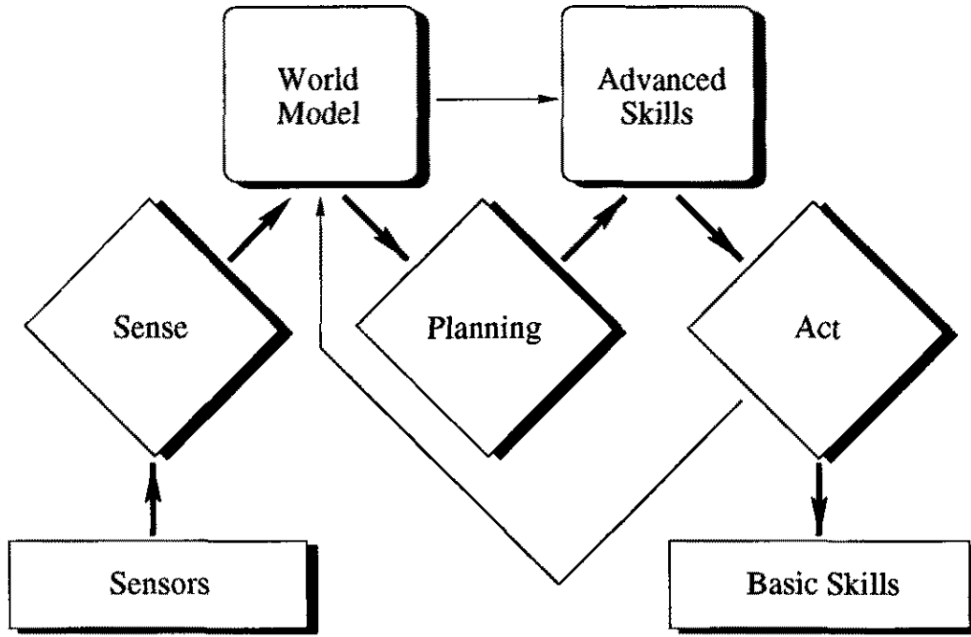 World
Model
Advanced
Skills
Sense
Planning
Act
Sensors
Basic Skills